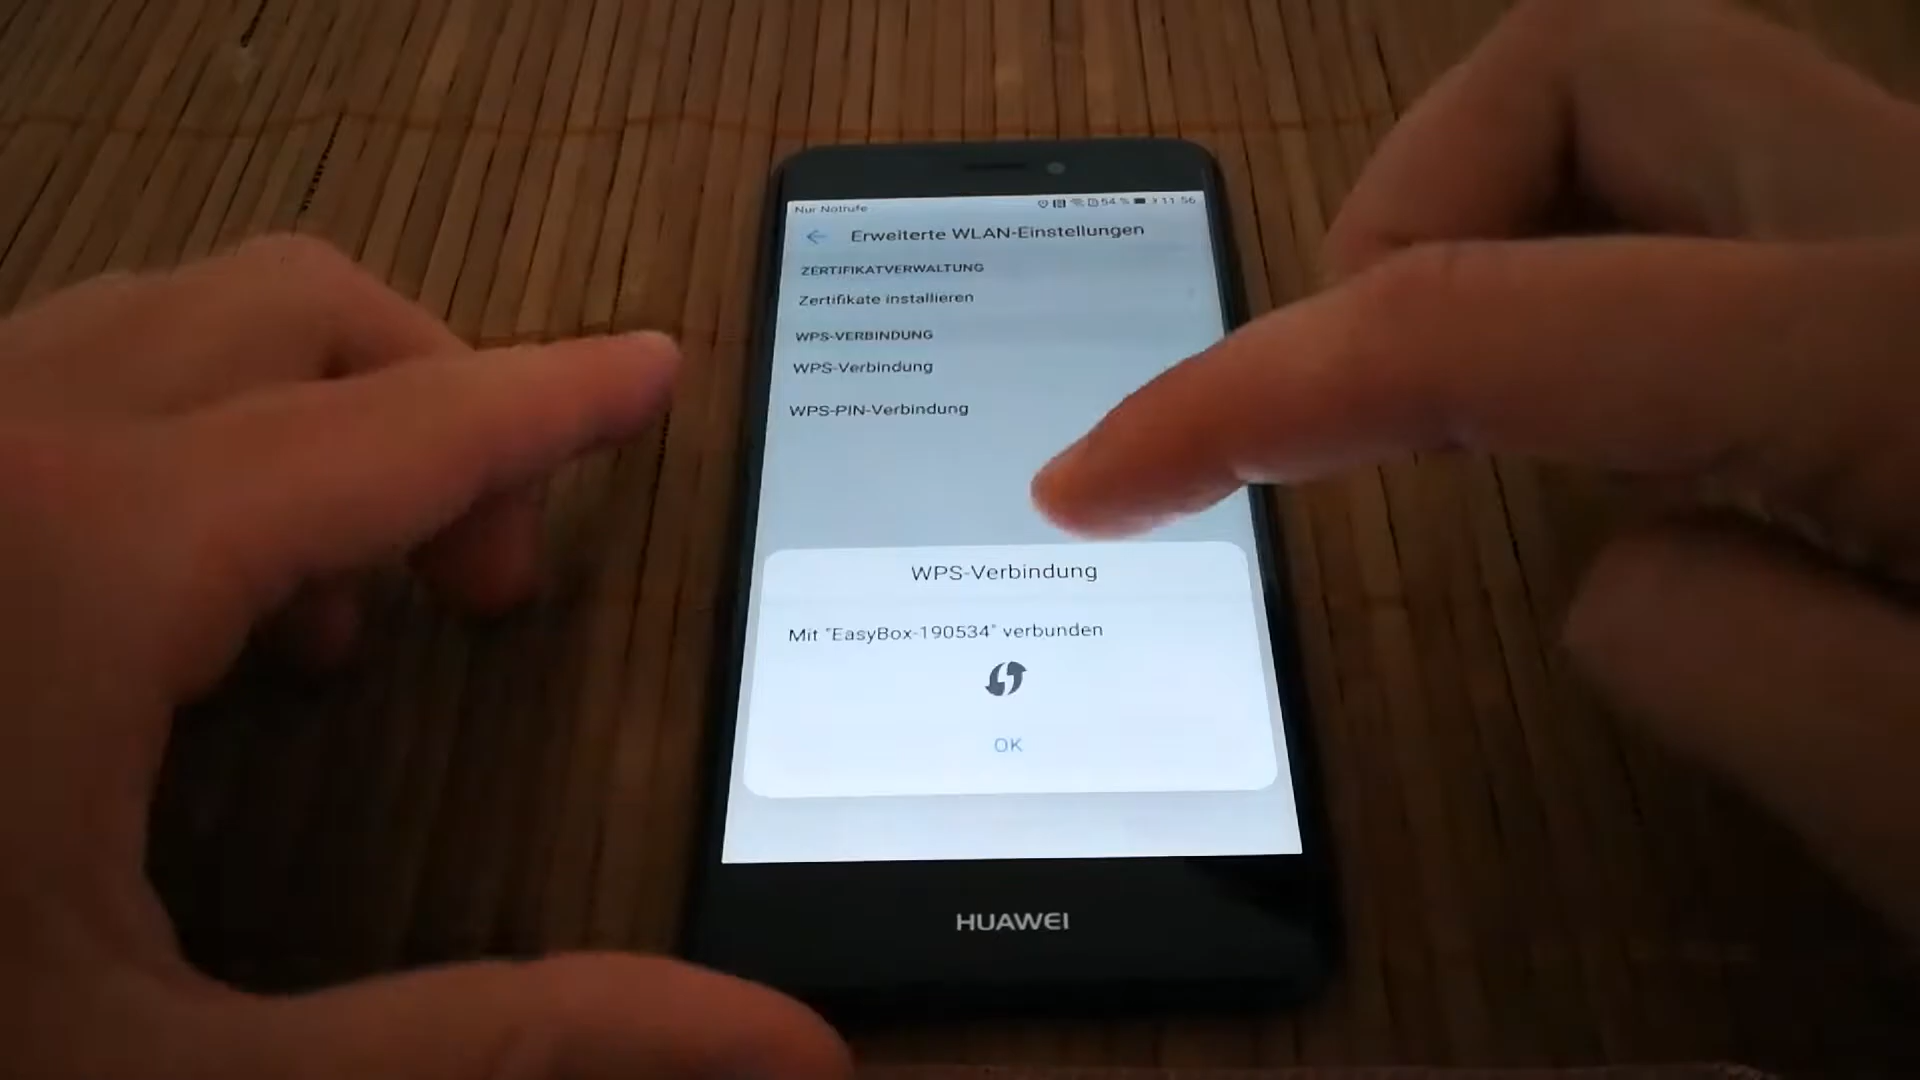 Nur Notrufe 54 % 11:56
Erweiterte WLAN-Einstellungen
ZERTIFIKATVERWALTUNG
Zertifikate installieren
WPS-VERBINDUNG
WPS-Verbindung
WPS-PIN-Verbindung
WPS-Verbindung
Mit "EasyBox-190534" verbunden
OK
HUAWEI